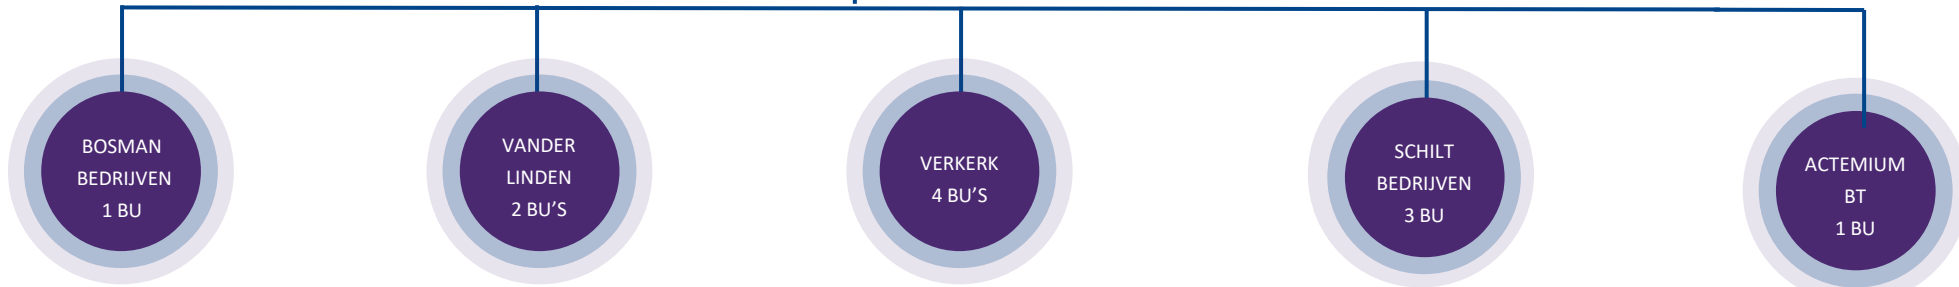 BOSMAN
BEDRIJVEN
1 BU
VANDER
LINDEN
2 BU’S
VERKERK
4 BU’S
SCHILT
BEDRIJVEN
3 BU
ACTEMIUM
BT
1 BU